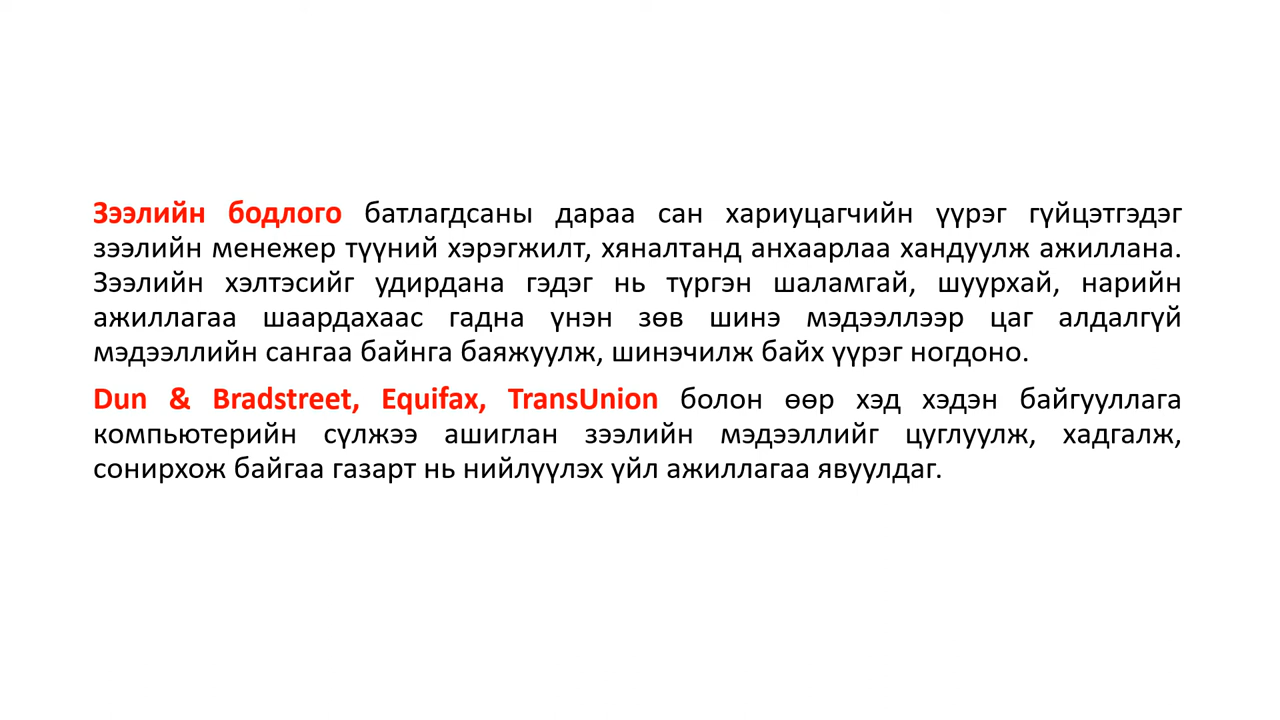 Зээлийн бодлого батлагдсаны дараа сан хариуцагчийн үүрэг гүйцэтгэдэг
зээлийн менежер түүний хэрэгжилт, хяналтанд анхаарлаа хандуулж ажиллана.
Зээлийн хэлтэсийг удирдана гэдэг нь түргэн шаламгай, шуурхай, нарийн
ажиллагаа шаардахаас гадна үнэн зөв шинэ мэдээллээр цаг алдалгүй
мэдээллийн сангаа байнга баяжуулж, шинэчилж байх үүрэг ногдоно.
Dun & Bradstreet, Equifax, TransUnion болон өөр хэд хэдэн байгууллага
компьютерийн сүлжээ ашиглан зээлийн мэдээллийг цуглуулж, хадгалж,
сонирхож байгаа газарт нь нийлүүлэх үйл ажиллагаа явуулдаг.